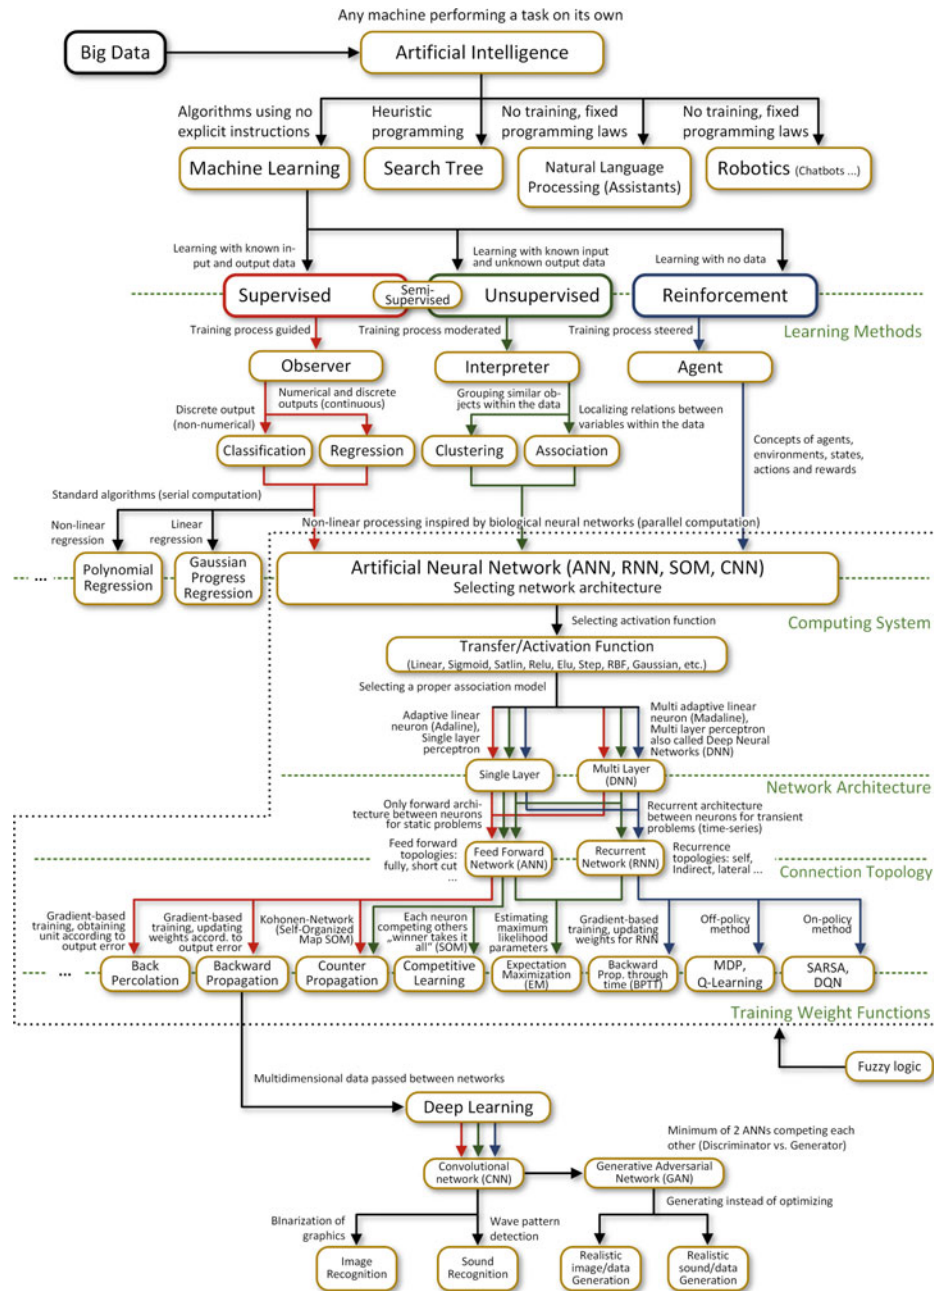 Any machine performing a task on its own
Big Data
Artificial Intelligence
Algorithms using no
explicit instructions
Heuristic
programming
No training, fixed
programming laws
No training, fixed
programming laws
Machine Learning
Search Tree
Natural Language
Processing (Assistants)
Robotics (Chatbots ...)
Learning with known in-
put and output data
Learning with known input
and unknown output data
Learning with no data
Supervised
Semi-
Supervised
Unsupervised
Reinforcement
Learning Methods
Training process guided
Training process moderated
Training process steered
Observer
Interpreter
Agent
Discrete output
(non-numerical)
Numerical and discrete
outputs (continuous)
Grouping similar ob-
jects within the data
Localizing relations between
variables within the data
Classification
Regression
Clustering
Association
Concepts of agents,
environments, states,
actions and rewards
Standard algorithms (serial computation)
Non-linear
regression
Linear
regression
Non-linear processing inspired by biological neural networks (parallel computation)
...
Polynomial
Regression
Gaussian
Progress
Regression
Artificial Neural Network (ANN, RNN, SOM, CNN)
Selecting network architecture
Computing System
Selecting activation function
Transfer/Activation Function
(Linear, Sigmoid, Satlin, Relu, Elu, Step, RBF, Gaussian, etc.)
Selecting a proper association model
Adaptive linear
neuron (Adaline),
Single layer
perceptron
Multi adaptive linear
neuron (Madaline),
Multi layer perceptron
also called Deep Neural
Networks (DNN)
Single Layer
Multi Layer
(DNN)
Network Architecture
Only forward archi-
tecture between neurons
for static problems
Recurrent architecture
between neurons for transient
problems (time-series)
Feed forward
topologies:
fully, short cut
...
Feed Forward
Network (ANN)
Recurrent
Network (RNN)
Recurrence
topologies: self,
Indirect, lateral ...
Connection Topology
Gradient-based
training, obtaining
unit according to
output error
Gradient-based
training, updating
weights accord. to
output error
Kohonen-Network
(Self-Organized
Map SOM)
Each neuron
competing others
„winner takes it
all" (SOM)
Estimating
maximum
likelihood
parameters
Gradient-based
training, updating
weights for RNN
Off-policy
method
On-policy
method
...
Back
Percolation
Backward
Propagation
Counter
Propagation
Competitive
Learning
Expectation
Maximization
(EM)
Backward
Prop. through
time (BPTT)
MDP,
Q-Learning
SARSA,
DQN
Training Weight Functions
Fuzzy logic
Multidimensional data passed between networks
Deep Learning
Minimum of 2 ANNs competing each
other (Discriminator vs. Generator)
Convolutional
network (CNN)
Generative Adversarial
Network (GAN)
Generating instead of optimizing
BInarization of
graphics
Wave pattern
detection
Image
Recognition
Sound
Recognition
Realistic
image/data
Generation
Realistic
sound/data
Generation